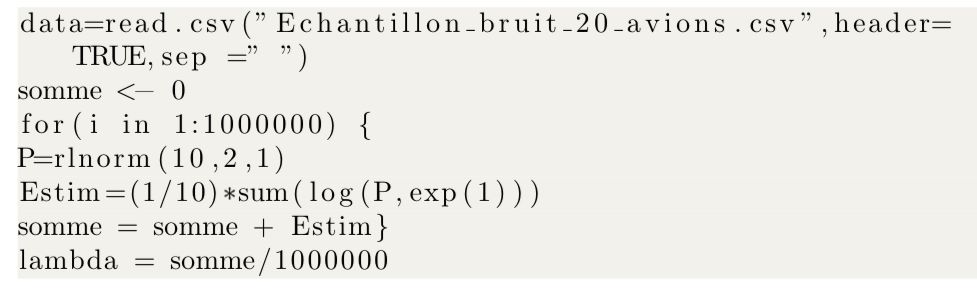 data=read.csv("Echantillon_bruit_20_avions.csv",header=
TRUE,sep =" ")
somme <- 0
for(i in 1:1000000) {
P=rlnorm(10,2,1)
Estim=(1/10)*sum(log(P,exp(1)))
somme = somme + Estim}
lambda = somme/1000000